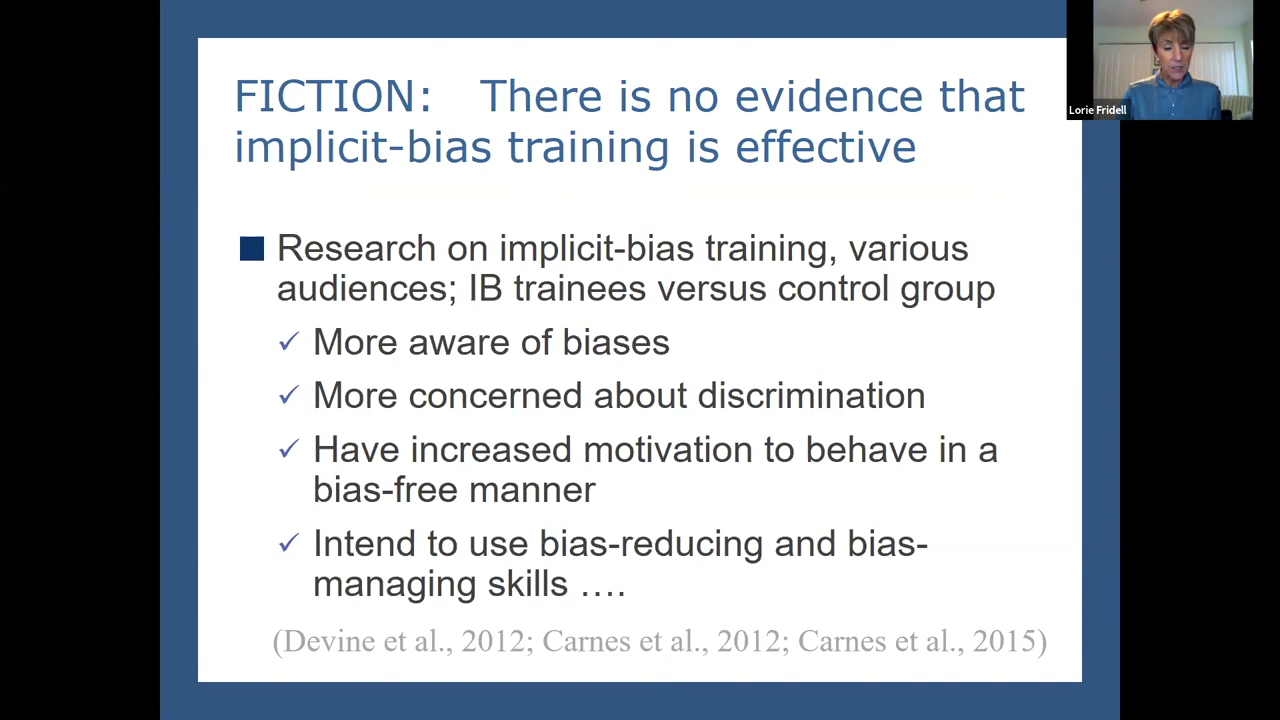 FICTION: There is no evidence that
implicit-bias training is effective
Lorie Fridell
Research on implicit-bias training, various
audiences; IB trainees versus control group
✓ More aware of biases
✓ More concerned about discrimination
✓ Have increased motivation to behave in a
bias-free manner
✓ Intend to use bias-reducing and bias-
managing skills ….
(Devine et al., 2012; Carnes et al., 2012; Carnes et al., 2015)